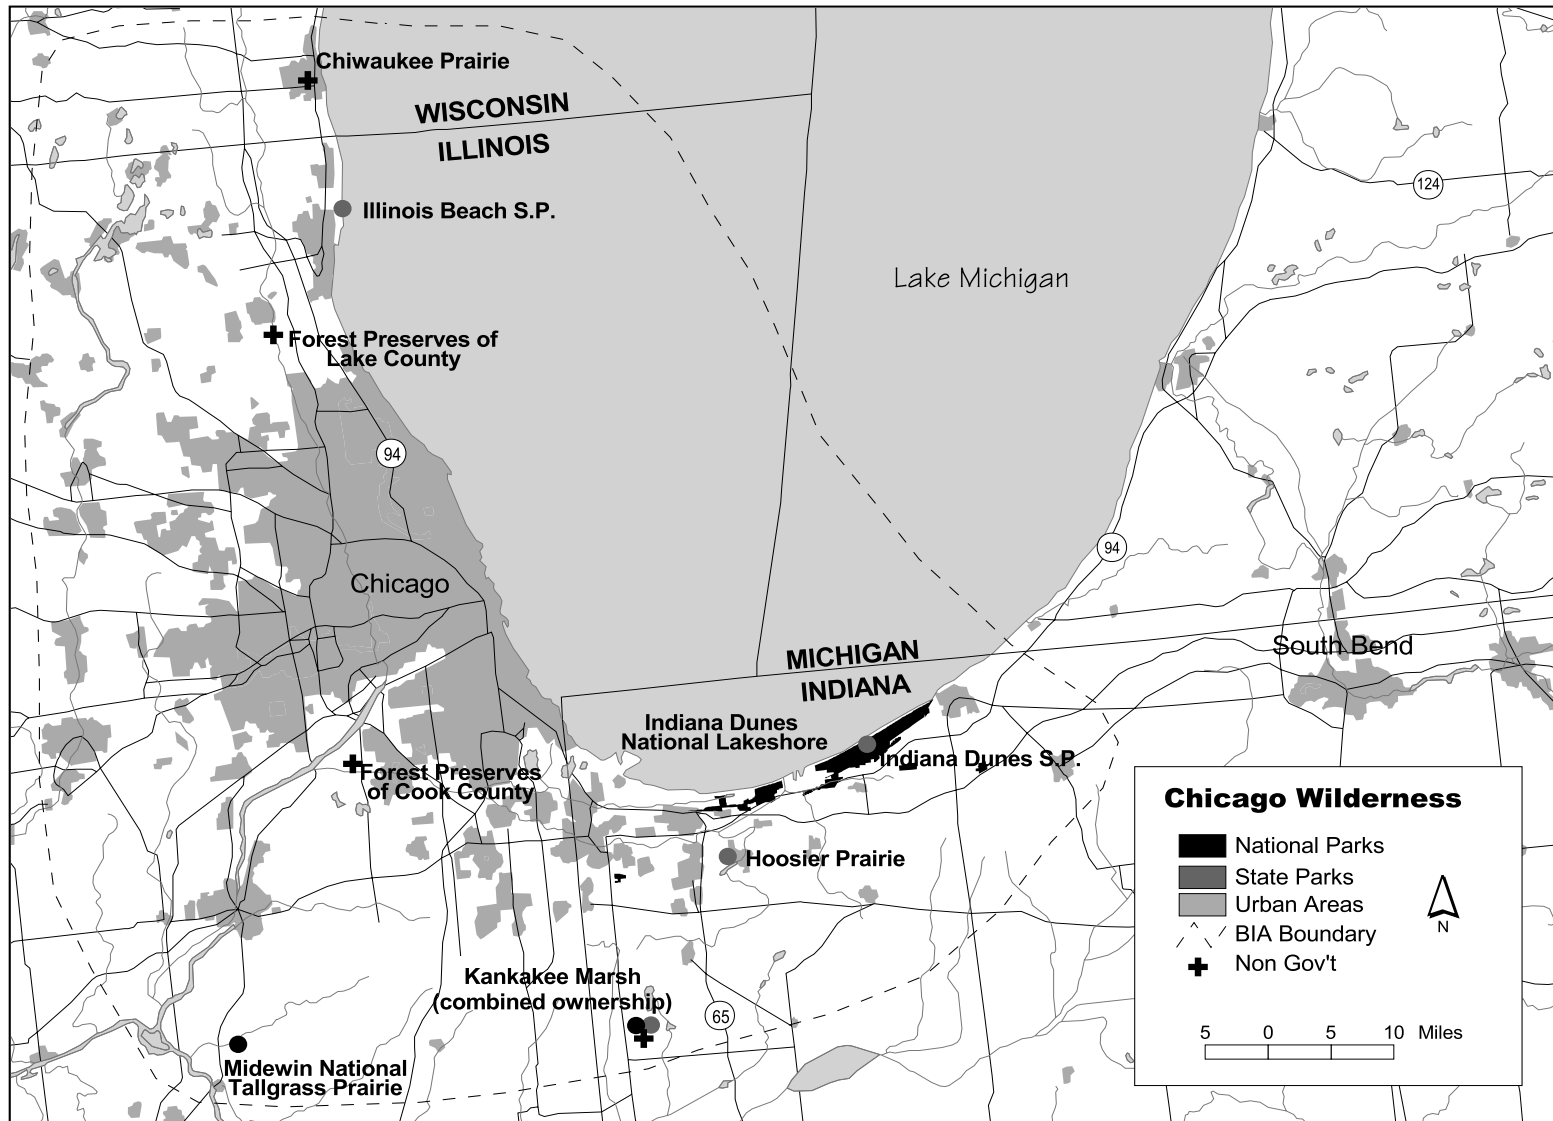 Chiwaukee Prairie
WISCONSIN
ILLINOIS
124
Illinois Beach S.P.
Lake Michigan
Forest Preserves of
Lake County
94
94
Chicago
MICHIGAN
INDIANA
South Bend
Indiana Dunes
National Lakeshore
Indiana Dunes S.P.
Forest Preserves
of Cook County
Hoosier Prairie
Kankakee Marsh
(combined ownership)
65
Midewin National
Tallgrass Prairie
Chicago Wilderness
National Parks
State Parks
Urban Areas
BIA Boundary
Non Gov't
N
5 0 5 10 Miles